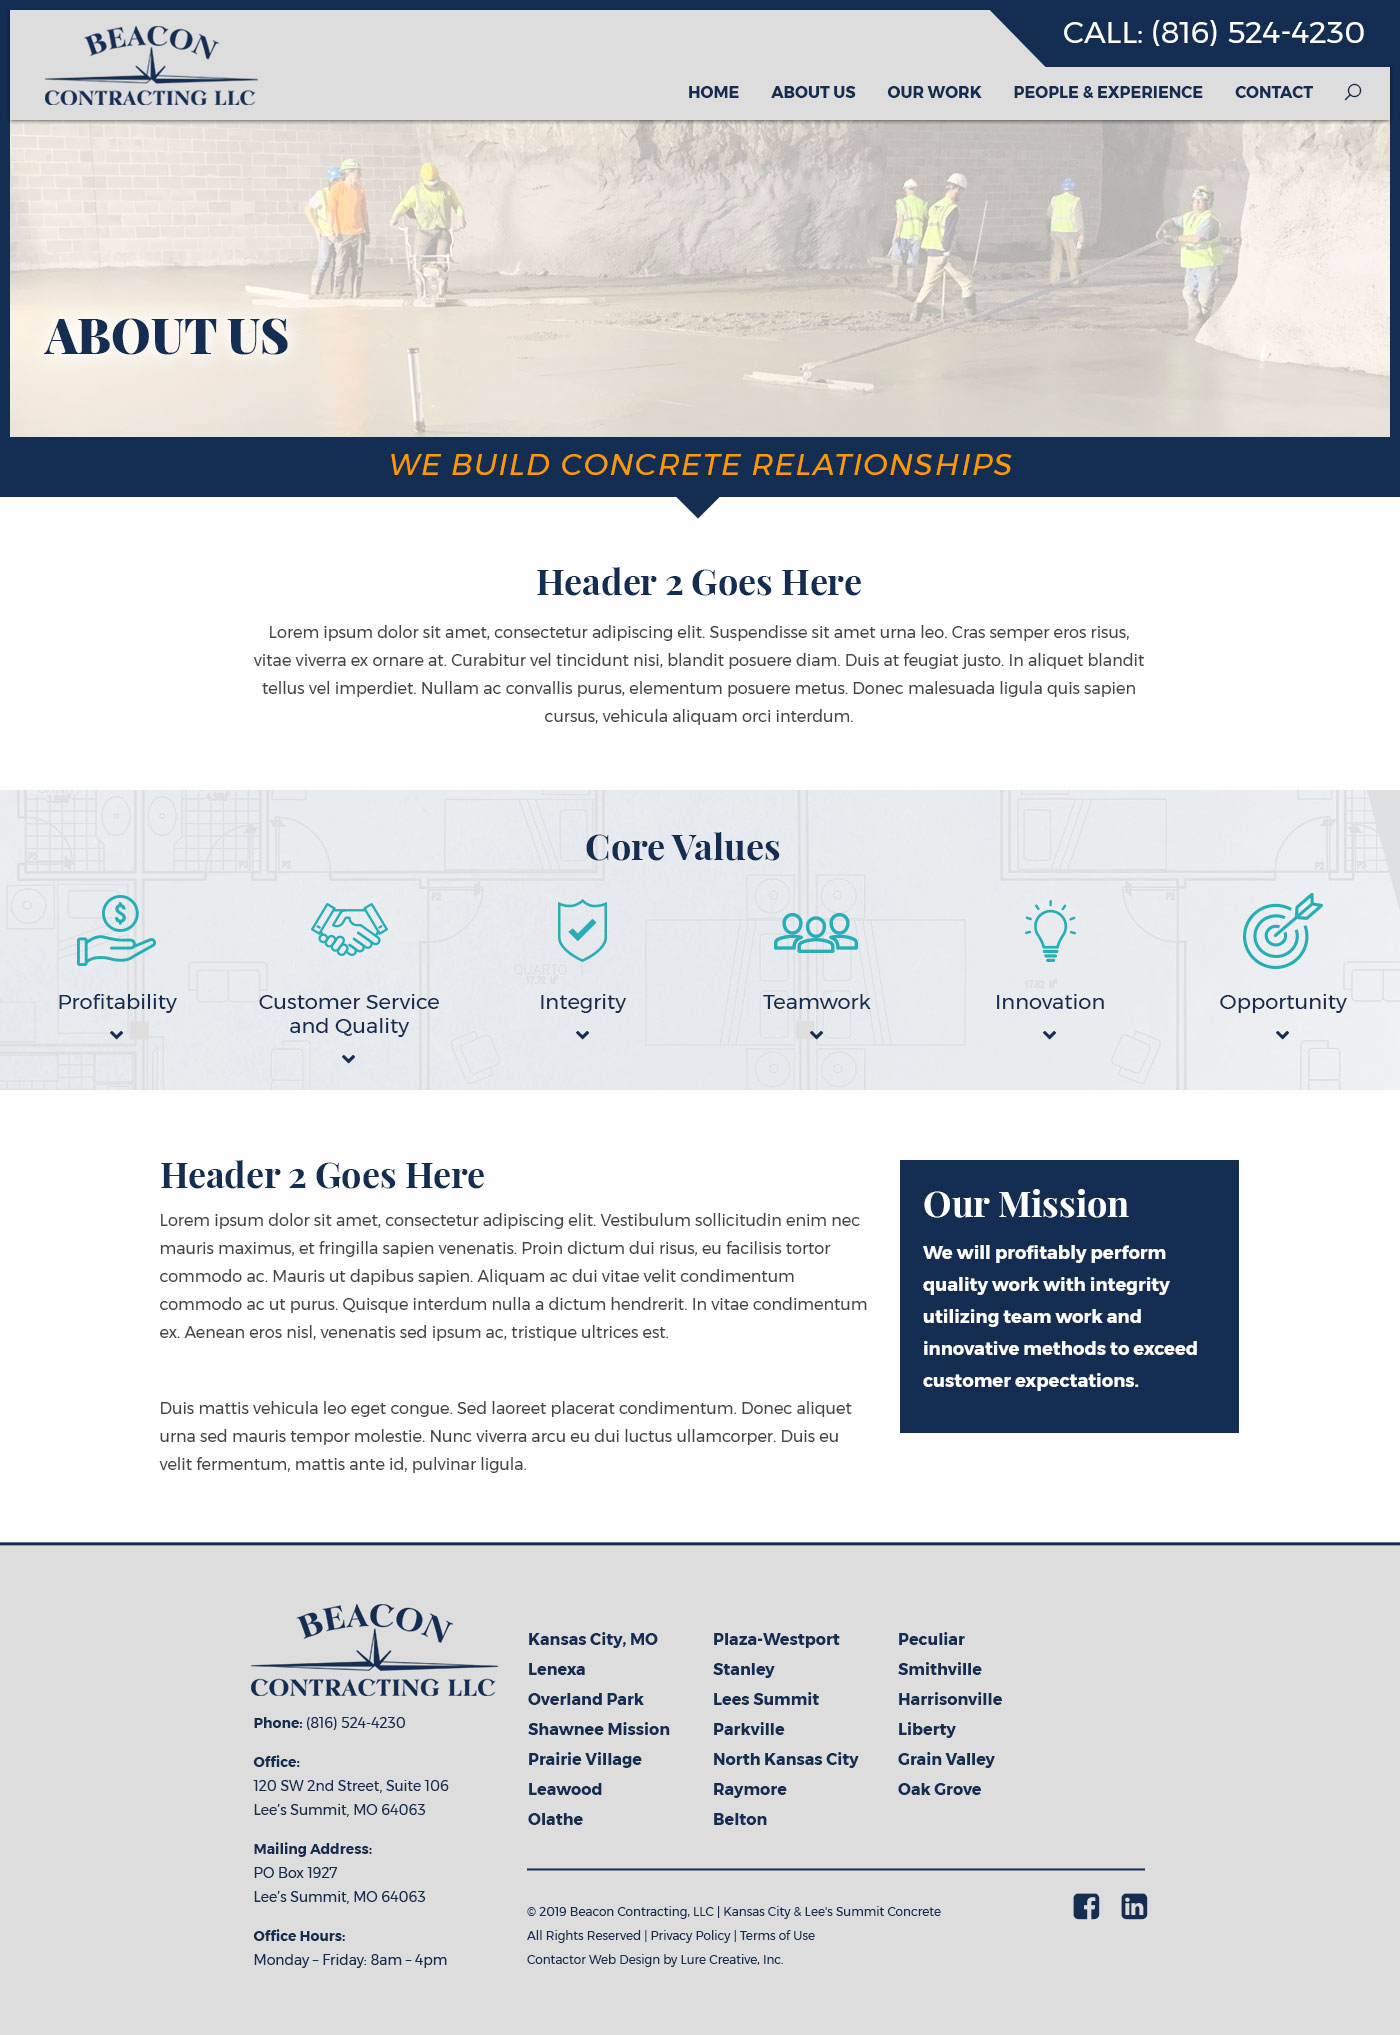 BEACON
CONTRACTING LLC
CALL: (816) 524-4230
HOME ABOUT US OUR WORK PEOPLE & EXPERIENCE CONTACT
ABOUT US
WE BUILD CONCRETE RELATIONSHIPS
Header 2 Goes Here
Lorem ipsum dolor sit amet, consectetur adipiscing elit. Suspendisse sit amet urna leo. Cras semper eros risus,
vitae viverra ex ornare at. Curabitur vel tincidunt nisi, blandit posuere diam. Duis at feugiat justo. In aliquet blandit
tellus vel imperdiet. Nullam ac convallis purus, elementum posuere metus. Donec malesuada ligula quis sapien
cursus, vehicula aliquam orci interdum.
Core Values
Profitability
Customer Service
and Quality
Integrity
Teamwork
Innovation
Opportunity
Header 2 Goes Here
Lorem ipsum dolor sit amet, consectetur adipiscing elit. Vestibulum sollicitudin enim nec
mauris maximus, et fringilla sapien venenatis. Proin dictum dui risus, eu facilisis tortor
commodo ac. Mauris ut dapibus sapien. Aliquam ac dui vitae velit condimentum
commodo ac ut purus. Quisque interdum nulla a dictum hendrerit. In vitae condimentum
ex. Aenean eros nisl, venenatis sed ipsum ac, tristique ultrices est.
Duis mattis vehicula leo eget congue. Sed laoreet placerat condimentum. Donec aliquet
urna sed mauris tempor molestie. Nunc viverra arcu eu dui luctus ullamcorper. Duis eu
velit fermentum, mattis ante id, pulvinar ligula.
Our Mission
We will profitably perform
quality work with integrity
utilizing team work and
innovative methods to exceed
customer expectations.
BEACON
CONTRACTING LLC
Phone: (816) 524-4230
Office:
120 SW 2nd Street, Suite 106
Lee's Summit, MO 64063
Mailing Address:
PO Box 1927
Lee's Summit, MO 64063
Office Hours:
Monday – Friday: 8am – 4pm
Kansas City, MO
Lenexa
Overland Park
Shawnee Mission
Prairie Village
Leawood
Olathe
Plaza-Westport
Stanley
Lees Summit
Parkville
North Kansas City
Raymore
Belton
Peculiar
Smithville
Harrisonville
Liberty
Grain Valley
Oak Grove
© 2019 Beacon Contracting, LLC | Kansas City & Lee's Summit Concrete
All Rights Reserved | Privacy Policy | Terms of Use
Contactor Web Design by Lure Creative, Inc.